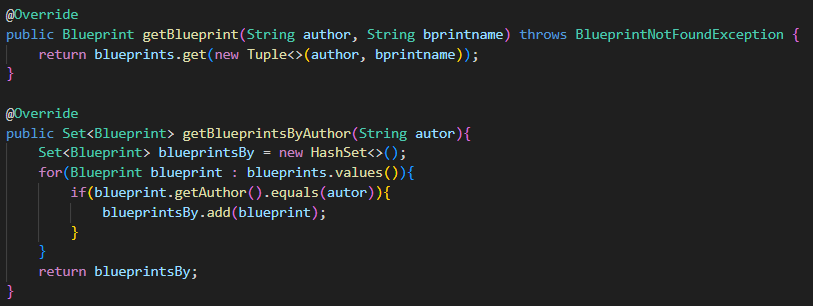 @Override
public Blueprint getBlueprint(String author, String bprintname) throws BlueprintNotFoundException {
    return blueprints.get(new Tuple<>(author, bprintname));
}

@Override
public Set<Blueprint> getBlueprintsByAuthor(String autor){
    Set<Blueprint> blueprintsBy = new HashSet<>();
    for(Blueprint blueprint : blueprints.values()){
        if(blueprint.getAuthor().equals(autor)){
            blueprintsBy.add(blueprint);
        }
    }
    return blueprintsBy;
}